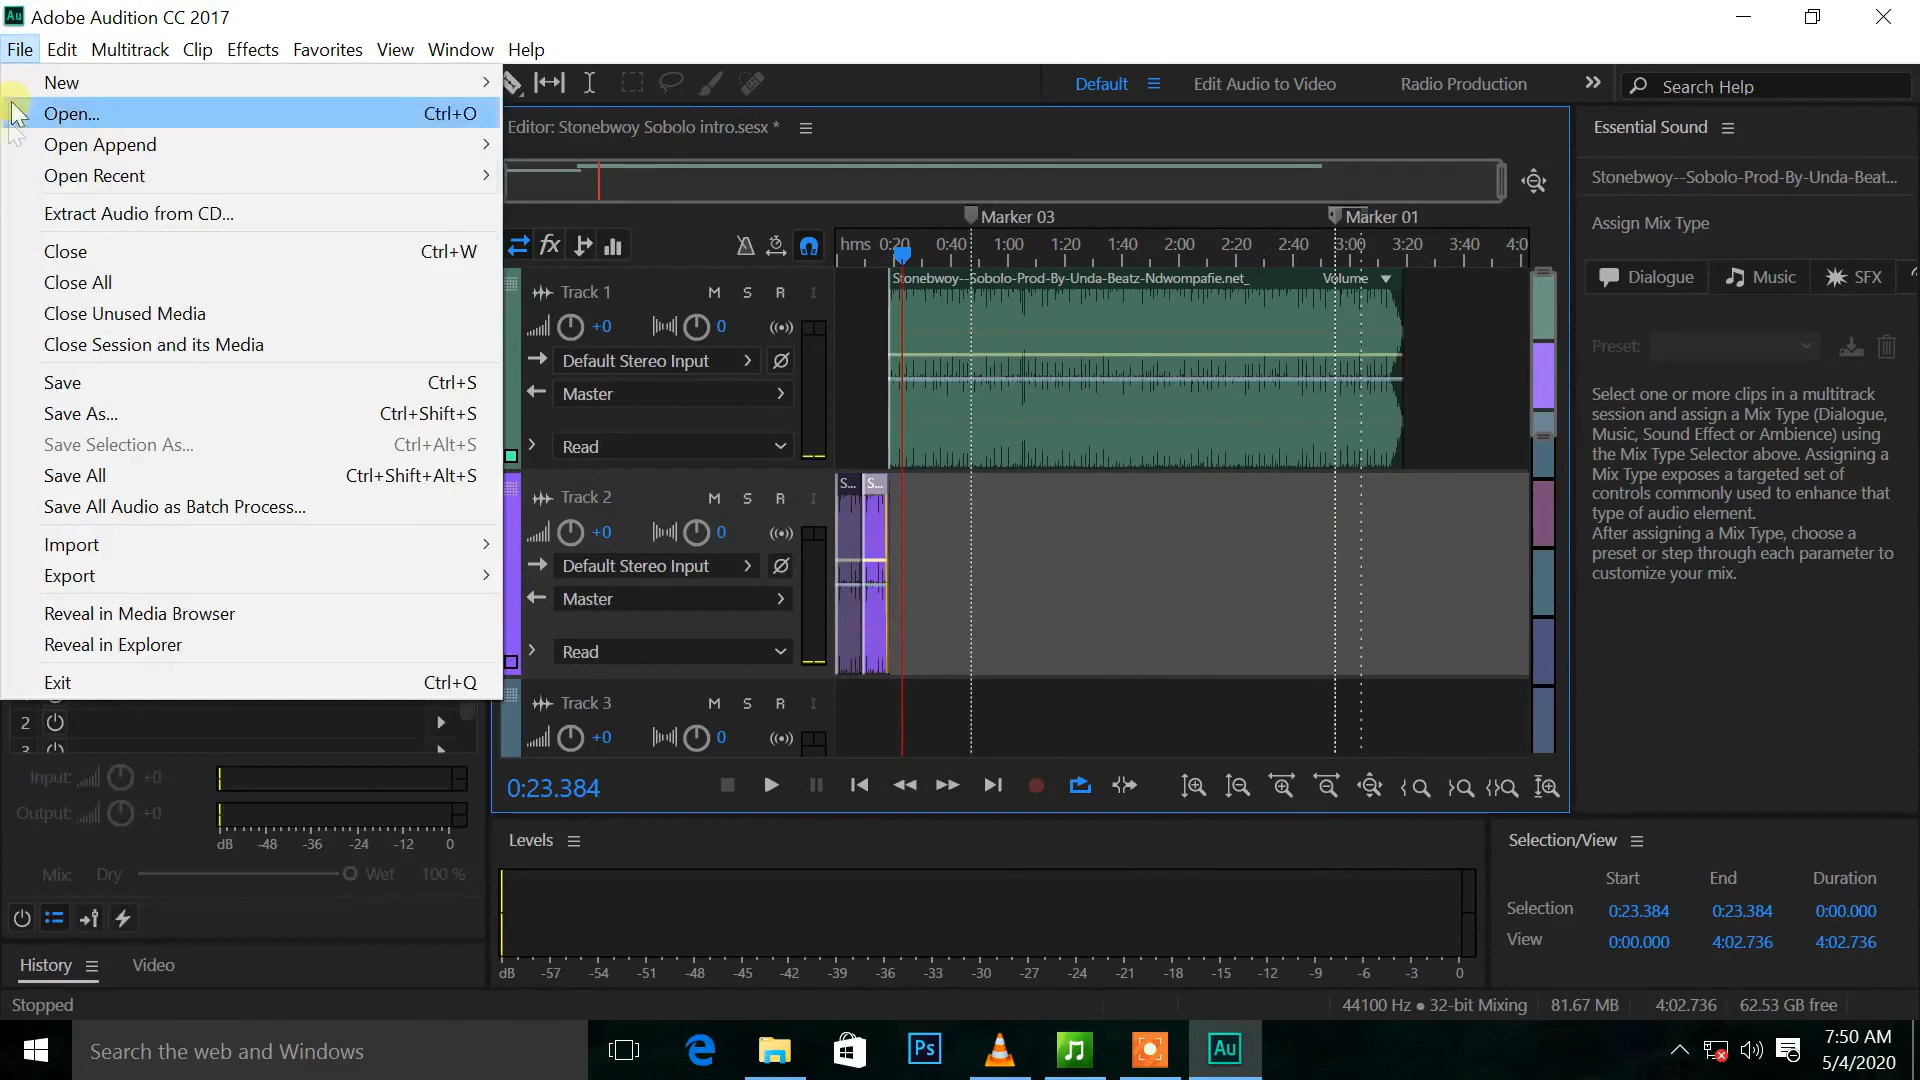 Au Adobe Audition CC 2017
File Edit Multitrack Clip Effects Favorites View Window Help
New
Open... Ctrl+O
Open Append
Open Recent
Extract Audio from CD...
Close Ctrl+W
Close All
Close Unused Media
Close Session and its Media
Save Ctrl+S
Save As... Ctrl+Shift+S
Save Selection As... Ctrl+Alt+S
Save All Ctrl+Shift+Alt+S
Save All Audio as Batch Process...
Import
Export
Reveal in Media Browser
Reveal in Explorer
Exit Ctrl+Q
Default Edit Audio to Video Radio Production Search Help
Editor: Stonebwoy Sobolo intro.sesx *
Marker 03 Marker 01
fx hms 0:20 0:40 1:00 1:20 1:40 2:00 2:20 2:40 3:00 3:20 3:40 4:0
Stonebwoy--Sobolo-Prod-By-Unda-Beatz-Ndwompafie.net_ Volume
Track 1 M S R I
+0 0
Default Stereo Input
Master
Read
S... S...
Track 2 M S R I
+0 0
Default Stereo Input
Master
Read
Track 3 M S R I
+0 0
0:23.384
Essential Sound
Stonebwoy--Sobolo-Prod-By-Unda-Beat...
Assign Mix Type
Dialogue Music SFX
Preset:
Select one or more clips in a multitrack
session and assign a Mix Type (Dialogue,
Music, Sound Effect or Ambience) using
the Mix Type Selector above. Assigning a
Mix Type exposes a targeted set of
controls commonly used to enhance that
type of audio element.
After assigning a Mix Type, choose a
preset or step through each parameter to
customize your mix.
2
3
Input: +0
Output: +0
dB -48 -36 -24 -12 0
Mix: Dry Wet 100 %
History Video
Levels
dB -57 -54 -51 -48 -45 -42 -39 -36 -33 -30 -27 -24 -21 -18 -15 -12 -9 -6 -3 0
Selection/View
Start End Duration
Selection 0:23.384 0:23.384 0:00.000
View 0:00.000 4:02.736 4:02.736
Stopped 44100 Hz ● 32-bit Mixing 81.67 MB 4:02.736 62.53 GB free
Search the web and Windows Ps Au
7:50 AM
5/4/2020